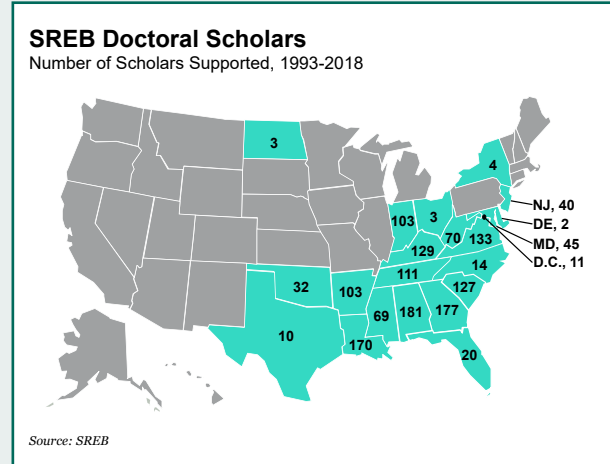 SREB Doctoral Scholars
Number of Scholars Supported, 1993-2018
3
4
NJ, 40
103
3
DE, 2
70
133
MD, 45
129
D.C., 11
111
14
32
103
127
69
181
177
10
170
20
Source: SREB